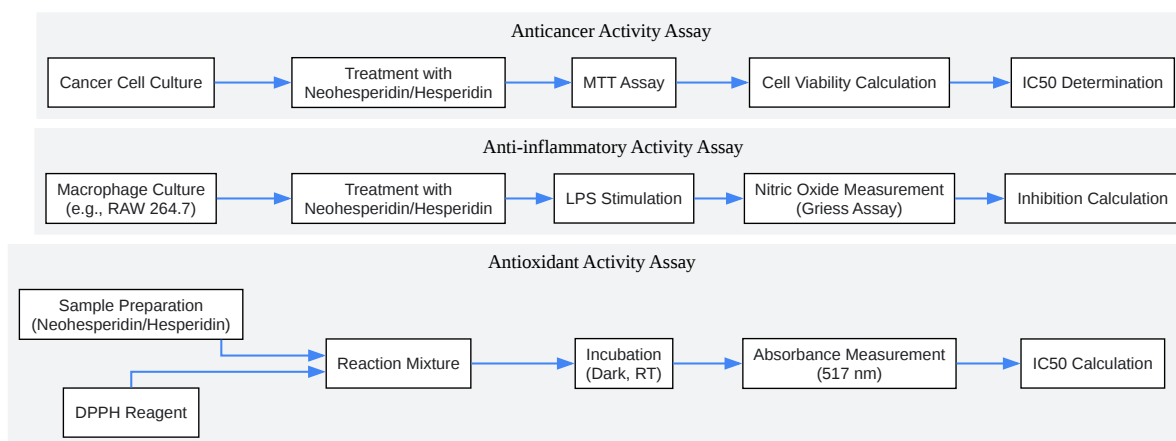 Anticancer Activity Assay
Cancer Cell Culture
Treatment with
Neohesperidin/Hesperidin
MTT Assay
Cell Viability Calculation
IC50 Determination
Anti-inflammatory Activity Assay
Macrophage Culture
(e.g., RAW 264.7)
Treatment with
Neohesperidin/Hesperidin
LPS Stimulation
Nitric Oxide Measurement
(Griess Assay)
Inhibition Calculation
Antioxidant Activity Assay
Sample Preparation
(Neohesperidin/Hesperidin)
DPPH Reagent
Reaction Mixture
Incubation
(Dark, RT)
Absorbance Measurement
(517 nm)
IC50 Calculation